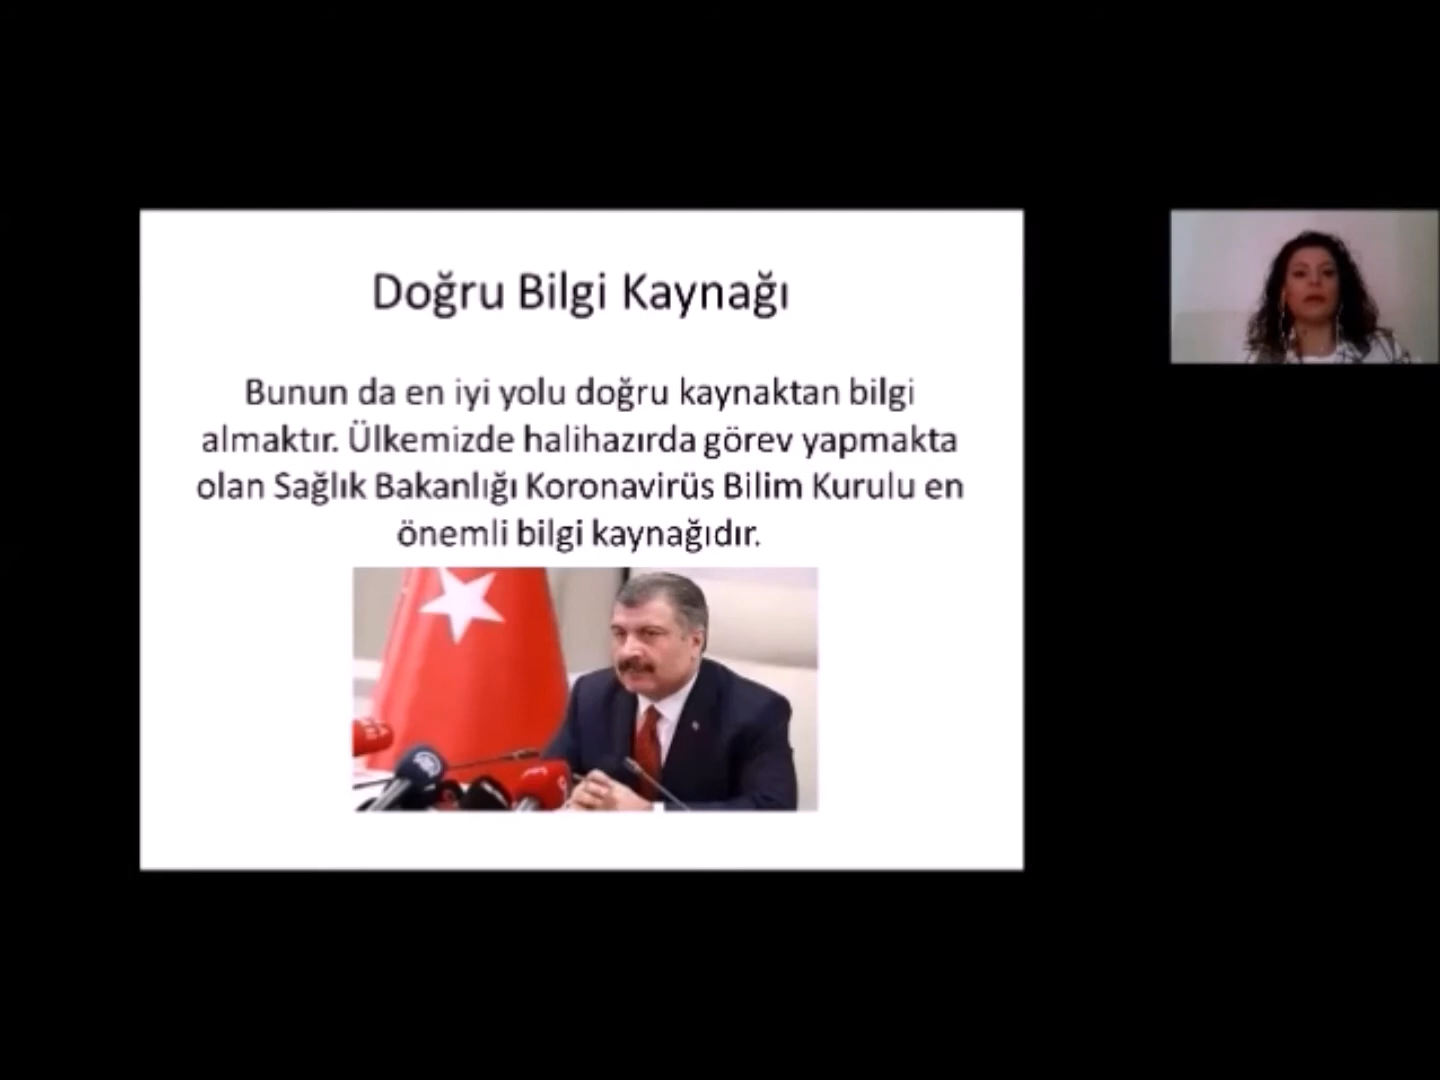 Doğru Bilgi Kaynağı
Bunun da en iyi yolu doğru kaynaktan bilgi
almaktır. Ülkemizde halihazırda görev yapmakta
olan Sağlık Bakanlığı Koronavirüs Bilim Kurulu en
önemli bilgi kaynağıdır.